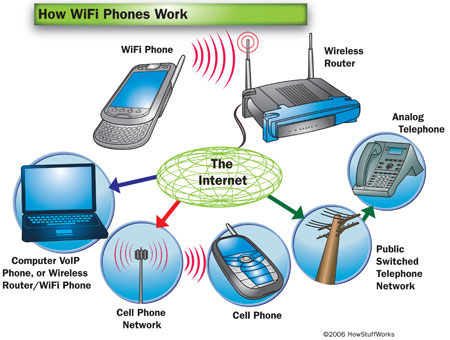 How WiFi Phones Work
WiFi Phone
Wireless
Router
Analog
Telephone
The
Internet
Computer VoIP
Phone, or Wireless
Router/WiFi Phone
Cell Phone
Network
Cell Phone
Public
Switched
Telephone
Network
©2006 HowStuffWorks